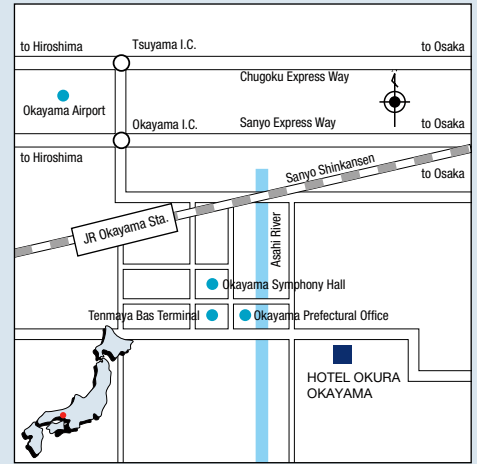 Tsuyama I.C.
to Hiroshima
to Osaka
Chugoku Express Way
Okayama Airport
Okayama I.C.
Sanyo Express Way
to Osaka
to Hiroshima
Sanyo Shinkansen
to Osaka
JR Okayama Sta.
Asahi River
Okayama Symphony Hall
Tenmaya Bas Terminal
Okayama Prefectural Office
HOTEL OKURA
OKAYAMA